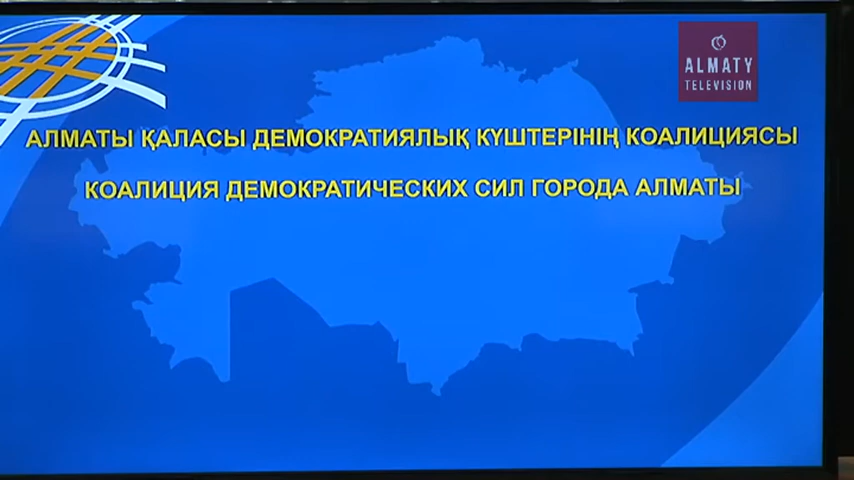 ALMATY
TELEVISION
АЛМАТЫ ҚАЛАСЫ ДЕМОКРАТИЯЛЫҚ КҮШТЕРІНІҢ КОАЛИЦИЯСЫ
КОАЛИЦИЯ ДЕМОКРАТИЧЕСКИХ СИЛ ГОРОДА АЛМАТЫ